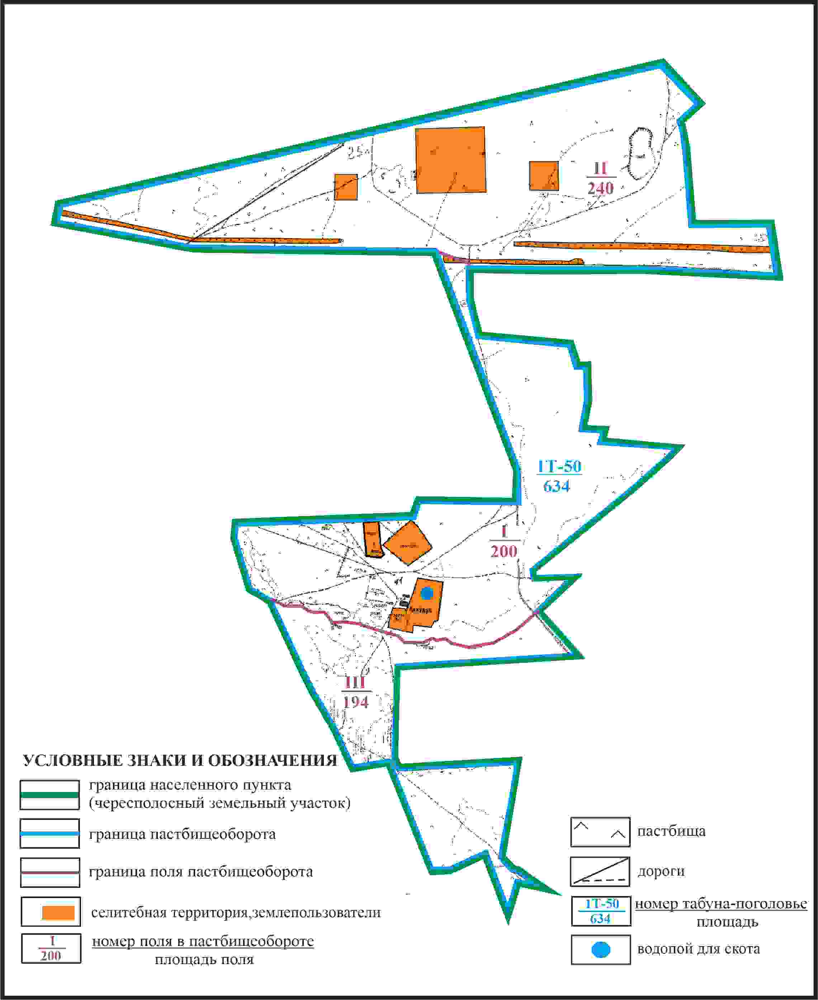 II
240
1Т-50
634
I
200
III
194
УСЛОВНЫЕ ЗНАКИ И ОБОЗНАЧЕНИЯ
граница населенного пункта
(чересполосный земельный участок)
граница пастбищеоборота
граница поля пастбищеоборота
селитебная территория,землепользователи
I
200
номер поля в пастбищеобороте
площадь поля
пастбища
дороги
1Т-50
634
номер табуна-поголовье
площадь
водопой для скота